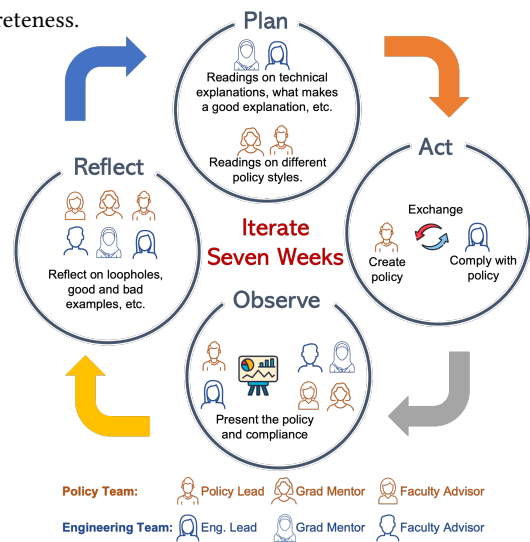 reteness.
Plan
Readings on technical
explanations, what makes
a good explanation, etc.
Readings on different
policy styles.
Act
Exchange
Create
policy
Comply with
policy
Reflect
Reflect on loopholes,
good and bad
examples, etc.
Iterate
Seven Weeks
Observe
Present the policy
and compliance
Policy Team: Policy Lead Grad Mentor Faculty Advisor
Engineering Team: Eng. Lead Grad Mentor Faculty Advisor